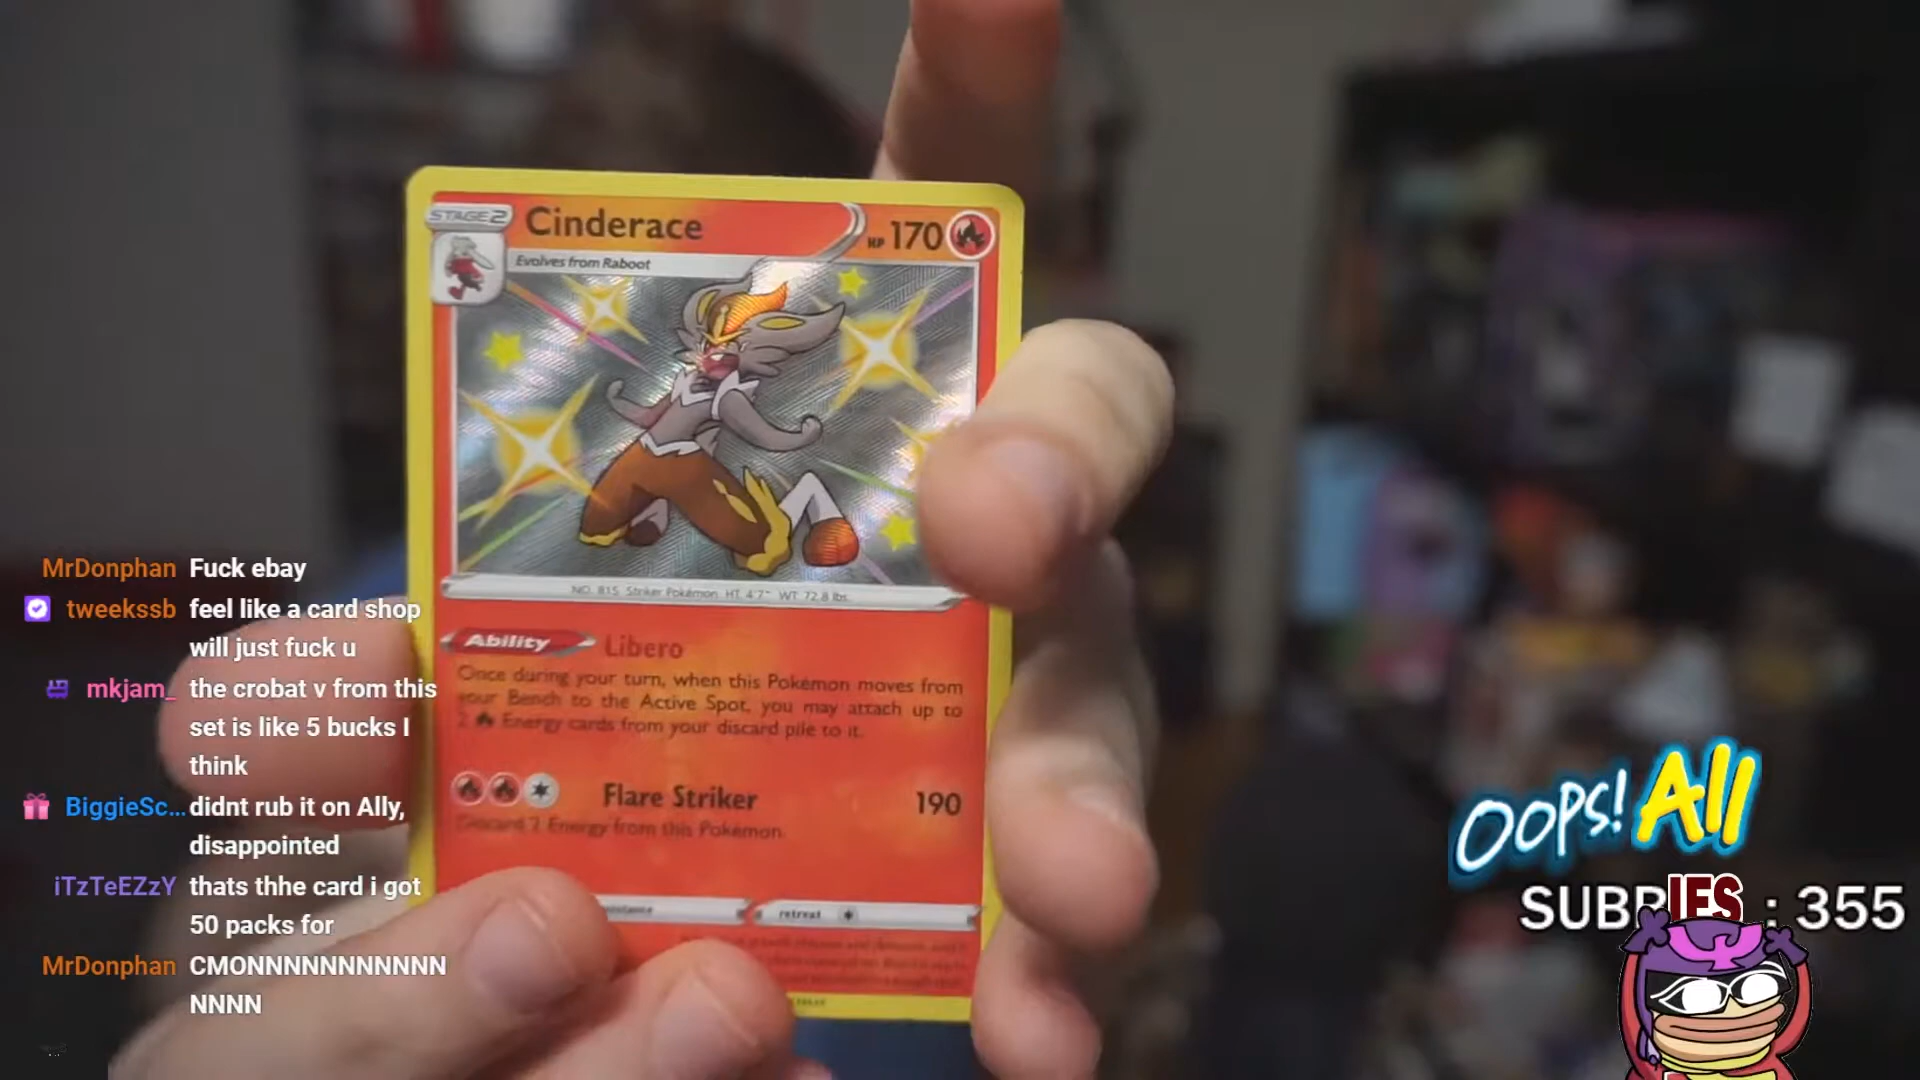 STAGE 2
Cinderace
HP 170
Evolves from Raboot
NO. 815 Striker Pokémon HT 4'7" WT 72.8 lbs.
Ability Libero
Once during your turn, when this Pokémon moves from
your Bench to the Active Spot, you may attach up to
2 Energy cards from your discard pile to it.
Flare Striker 190
Discard 2 Energy from this Pokémon.
retreat
MrDonphan Fuck ebay
tweekssb feel like a card shop
will just fuck u
mkjam_ the crobat v from this
set is like 5 bucks I
think
BiggieSc... didnt rub it on Ally,
disappointed
iTzTeEZzY thats thhe card i got
50 packs for
MrDonphan CMONNNNNNNNNNN
NNNN
OOPS! All
SUBRIES : 355